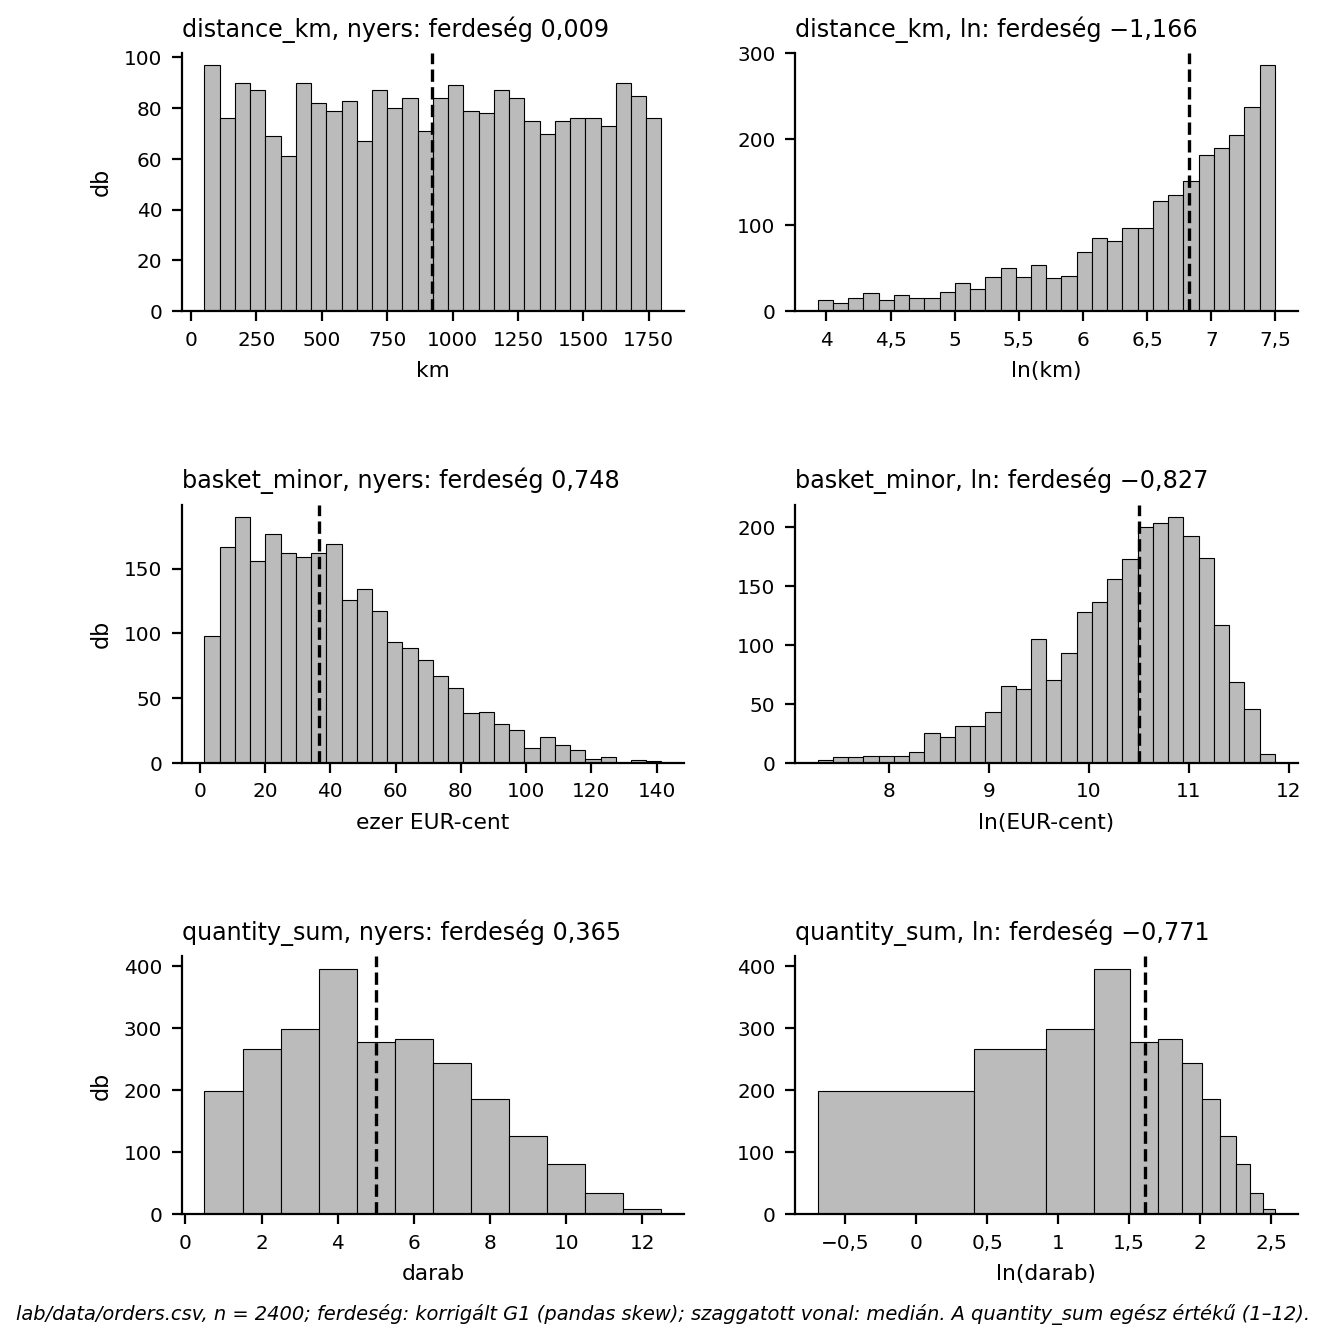 distance_km, nyers: ferdeség 0,009
db
100
80
60
40
20
0
0 250 500 750 1000 1250 1500 1750
km
distance_km, ln: ferdeség −1,166
300
200
100
0
4 4,5 5 5,5 6 6,5 7 7,5
ln(km)
basket_minor, nyers: ferdeség 0,748
db
150
100
50
0
0 20 40 60 80 100 120 140
ezer EUR-cent
basket_minor, ln: ferdeség −0,827
200
150
100
50
0
8 9 10 11 12
ln(EUR-cent)
quantity_sum, nyers: ferdeség 0,365
db
400
300
200
100
0
0 2 4 6 8 10 12
darab
quantity_sum, ln: ferdeség −0,771
400
300
200
100
0
−0,5 0 0,5 1 1,5 2 2,5
ln(darab)
lab/data/orders.csv, n = 2400; ferdeség: korrigált G1 (pandas skew); szaggatott vonal: medián. A quantity_sum egész értékű (1–12).